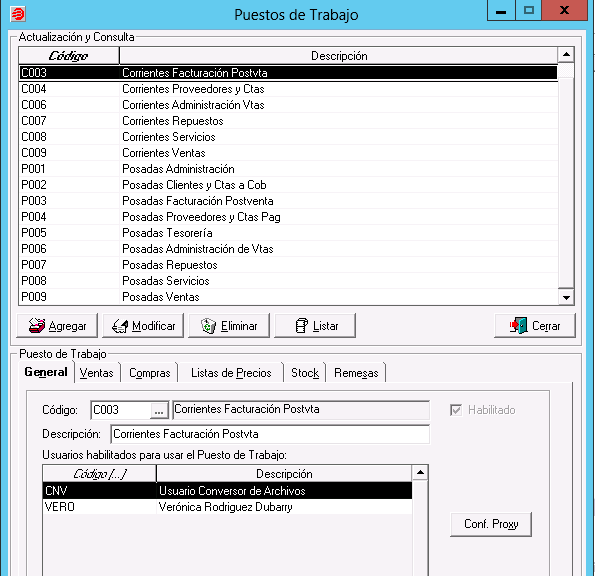 Puestos de Trabajo
Actualización y Consulta
Código Descripción
C003 Corrientes Facturación Postvta
C004 Corrientes Proveedores y Ctas
C006 Corrientes Administración Vtas
C007 Corrientes Repuestos
C008 Corrientes Servicios
C009 Corrientes Ventas
P001 Posadas Administración
P002 Posadas Clientes y Ctas a Cob
P003 Posadas Facturación Postventa
P004 Posadas Proveedores y Ctas Pag
P005 Posadas Tesorería
P006 Posadas Administración de Vtas
P007 Posadas Repuestos
P008 Posadas Servicios
P009 Posadas Ventas
Agregar Modificar Eliminar Listar Cerrar
Puesto de Trabajo
General Ventas Compras Listas de Precios Stock Remesas
Código: C003 ... Corrientes Facturación Postvta Habilitado
Descripción: Corrientes Facturación Postvta
Usuarios habilitados para usar el Puesto de Trabajo:
Código [...] Descripción
CNV Usuario Conversor de Archivos
VERO Verónica Rodriguez Dubarry
Conf. Proxy